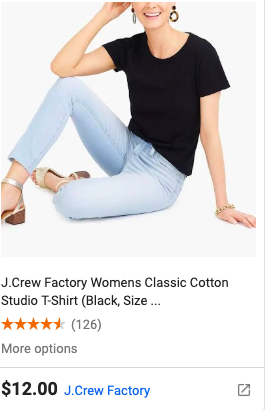 J.Crew Factory Womens Classic Cotton
Studio T-Shirt (Black, Size ...
(126)
More options
$12.00 J.Crew Factory